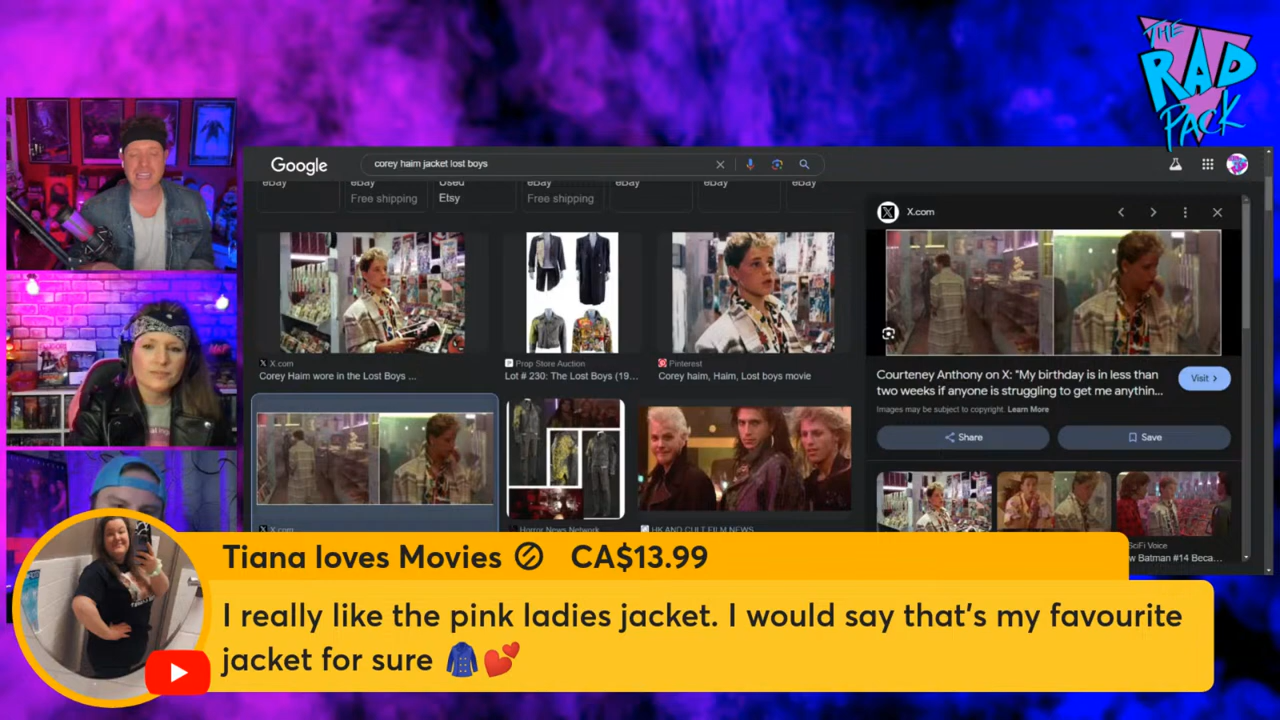 THE
RAD
PACK
Google
corey haim jacket lost boys
eBay
eBay
Used
eBay
eBay
eBay
eBay
Free shipping
Etsy
Free shipping
X.com
X.com
Corey Haim wore in the Lost Boys ...
Prop Store Auction
Lot # 230: The Lost Boys (19...
Pinterest
Corey haim, Haim, Lost boys movie
Courteney Anthony on X: "My birthday is in less than
two weeks if anyone is struggling to get me anythin...
Visit
Images may be subject to copyright. Learn More
Share
Save
X.com
Horror News Network
HK AND CULT FILM NEWS
SciFi Voice
w Batman #14 Beca...
Tiana loves Movies
CA$13.99
I really like the pink ladies jacket. I would say that's my favourite
jacket for sure 🧥💕